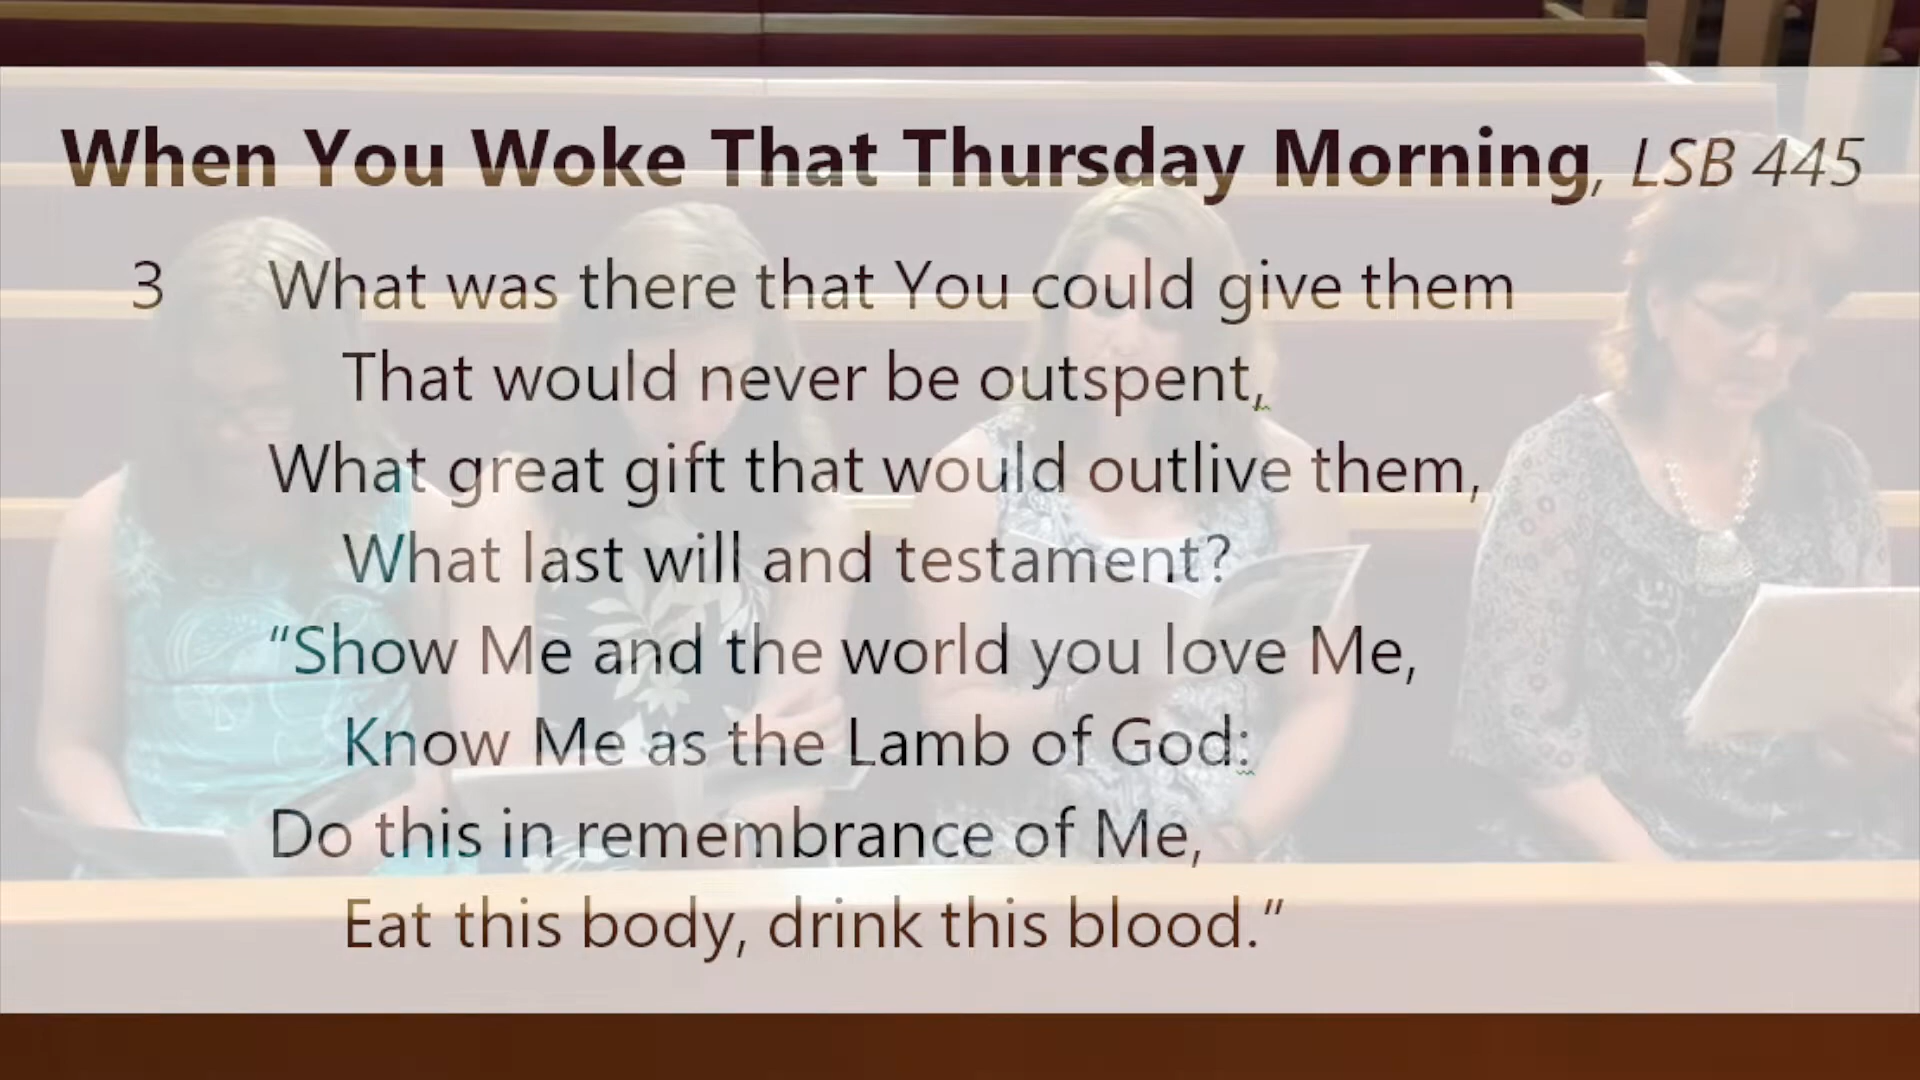 When You Woke That Thursday Morning, LSB 445
3 What was there that You could give them
That would never be outspent,
What great gift that would outlive them,
What last will and testament?
“Show Me and the world you love Me,
Know Me as the Lamb of God:
Do this in remembrance of Me,
Eat this body, drink this blood.”